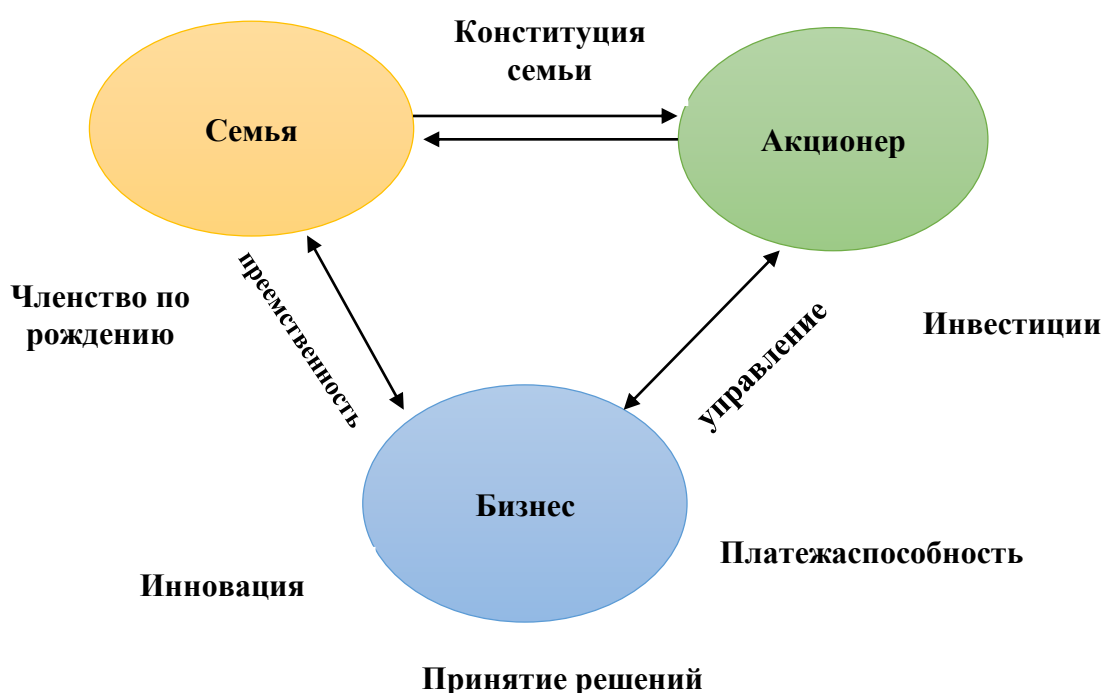 Конституция
семьи
Семья
Акционер
преемственность
Членство по
рождению
управление
Инвестиции
Бизнес
Платежаспособность
Инновация
Принятие решений